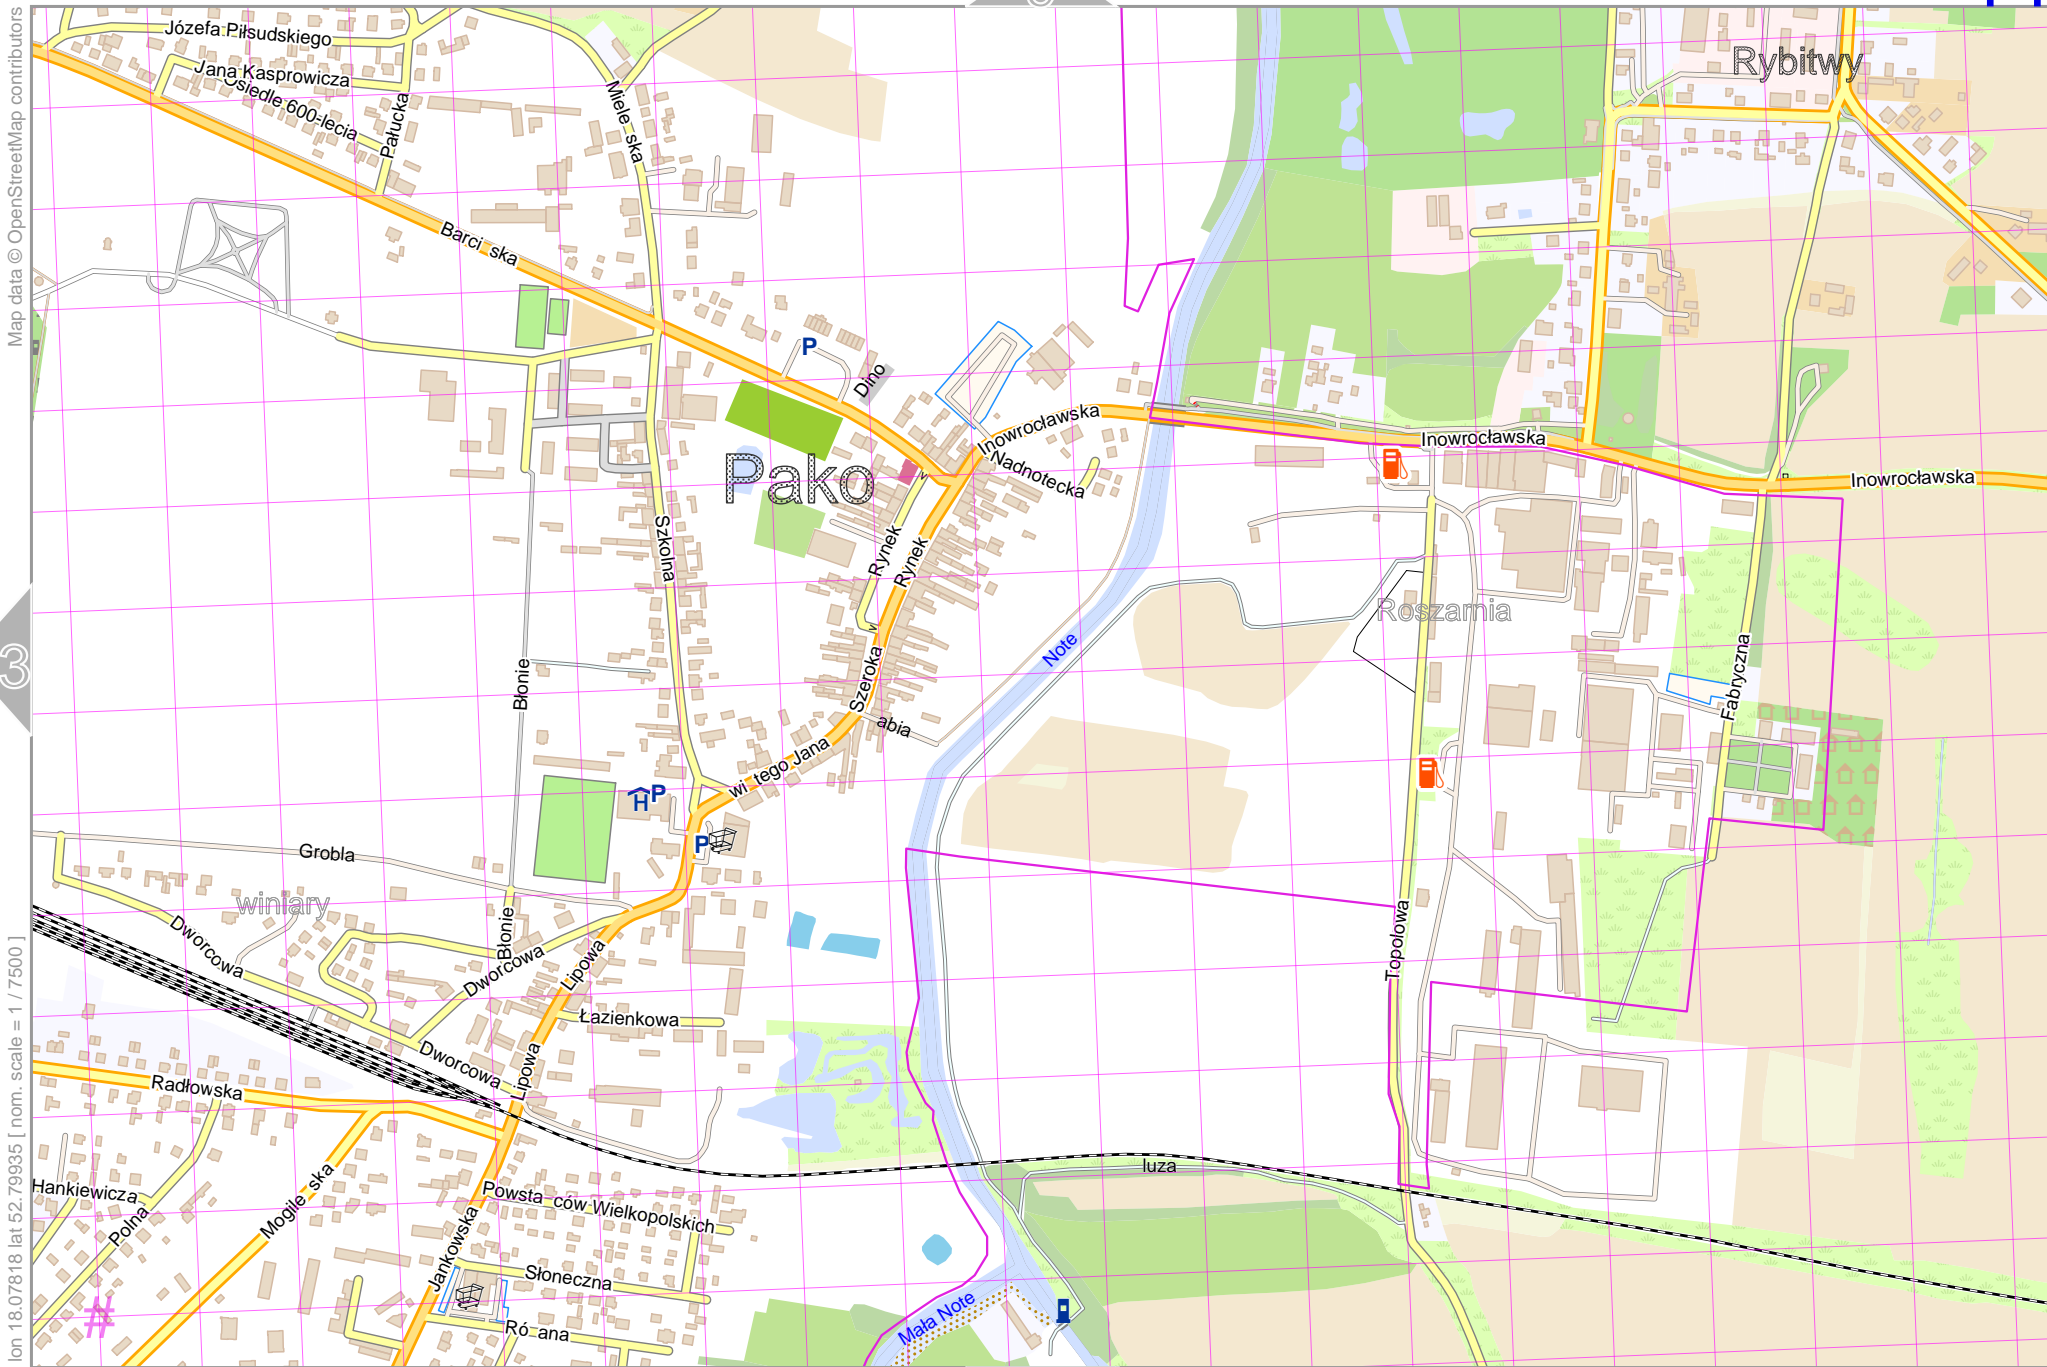 Map data © OpenStreetMap contributors
lon 18.07818 lat 52.79935 [ nom. scale = 1 / 7500 ]
3
Józefa Piłsudskiego
Jana Kasprowicza
Osiedle 600-lecia
Pałucka
Miele ska
Rybitwy
Barci ska
P
Dino
Inowrocławska
Inowrocławska
Inowrocławska
Nadnotecka
Pako
Szkolna
Rynek
Rynek
Roszarnia
Note
Błonie
Szeroka
abia
Fabryczna
wi tego Jana
H
P
P
Grobla
winiary
Dworcowa
Błonie
Dworcowa
Lipowa
Topolowa
Łazienkowa
Dworcowa
Lipowa
Radłowska
luza
Hankiewicza
Polna
Mogile ska
Powsta ców Wielkopolskich
Jankowska
Słoneczna
Ró ana
Mała Note
#